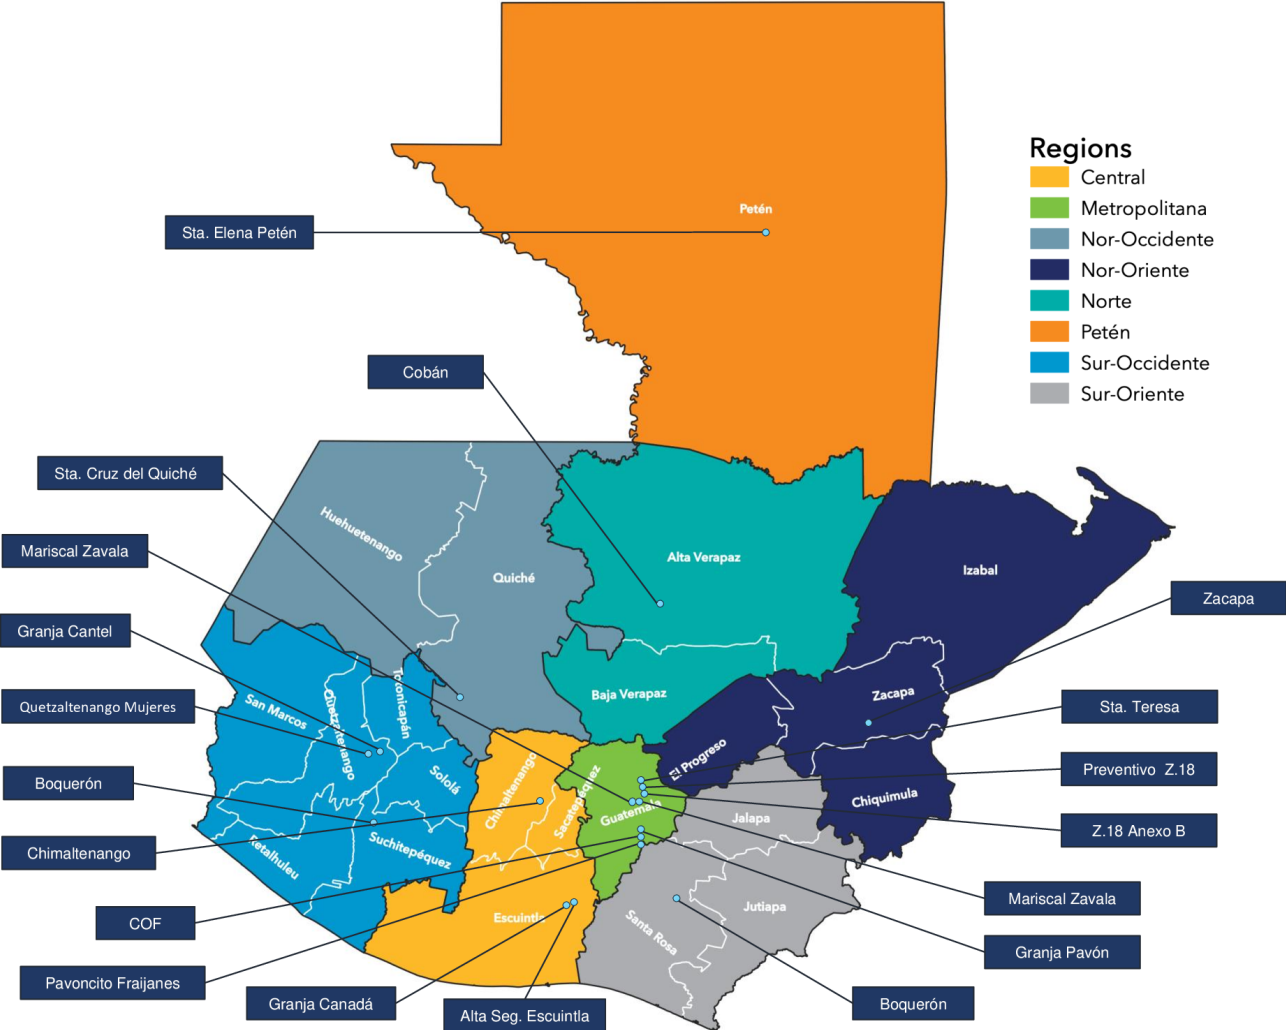 Regions
Central
Metropolitana
Nor-Occidente
Nor-Oriente
Norte
Petén
Sur-Occidente
Sur-Oriente
Petén
Sta. Elena Petén
Cobán
Sta. Cruz del Quiché
Mariscal Zavala
Granja Cantel
Quetzaltenango Mujeres
Boquerón
Chimaltenango
COF
Pavoncito Fraijanes
Granja Canadá
Alta Seg. Escuintla
Huehuetenango
Quiché
Alta Verapaz
Izabal
Baja Verapaz
Zacapa
El Progreso
Chiquimula
San Marcos
Quetzaltenango
Totonicapán
Sololá
Retalhuleu
Suchitepéquez
Chimaltenango
Sacatepéquez
Guatemala
Escuintla
Jalapa
Jutiapa
Santa Rosa
Zacapa
Sta. Teresa
Preventivo Z.18
Z.18 Anexo B
Mariscal Zavala
Granja Pavón
Boquerón